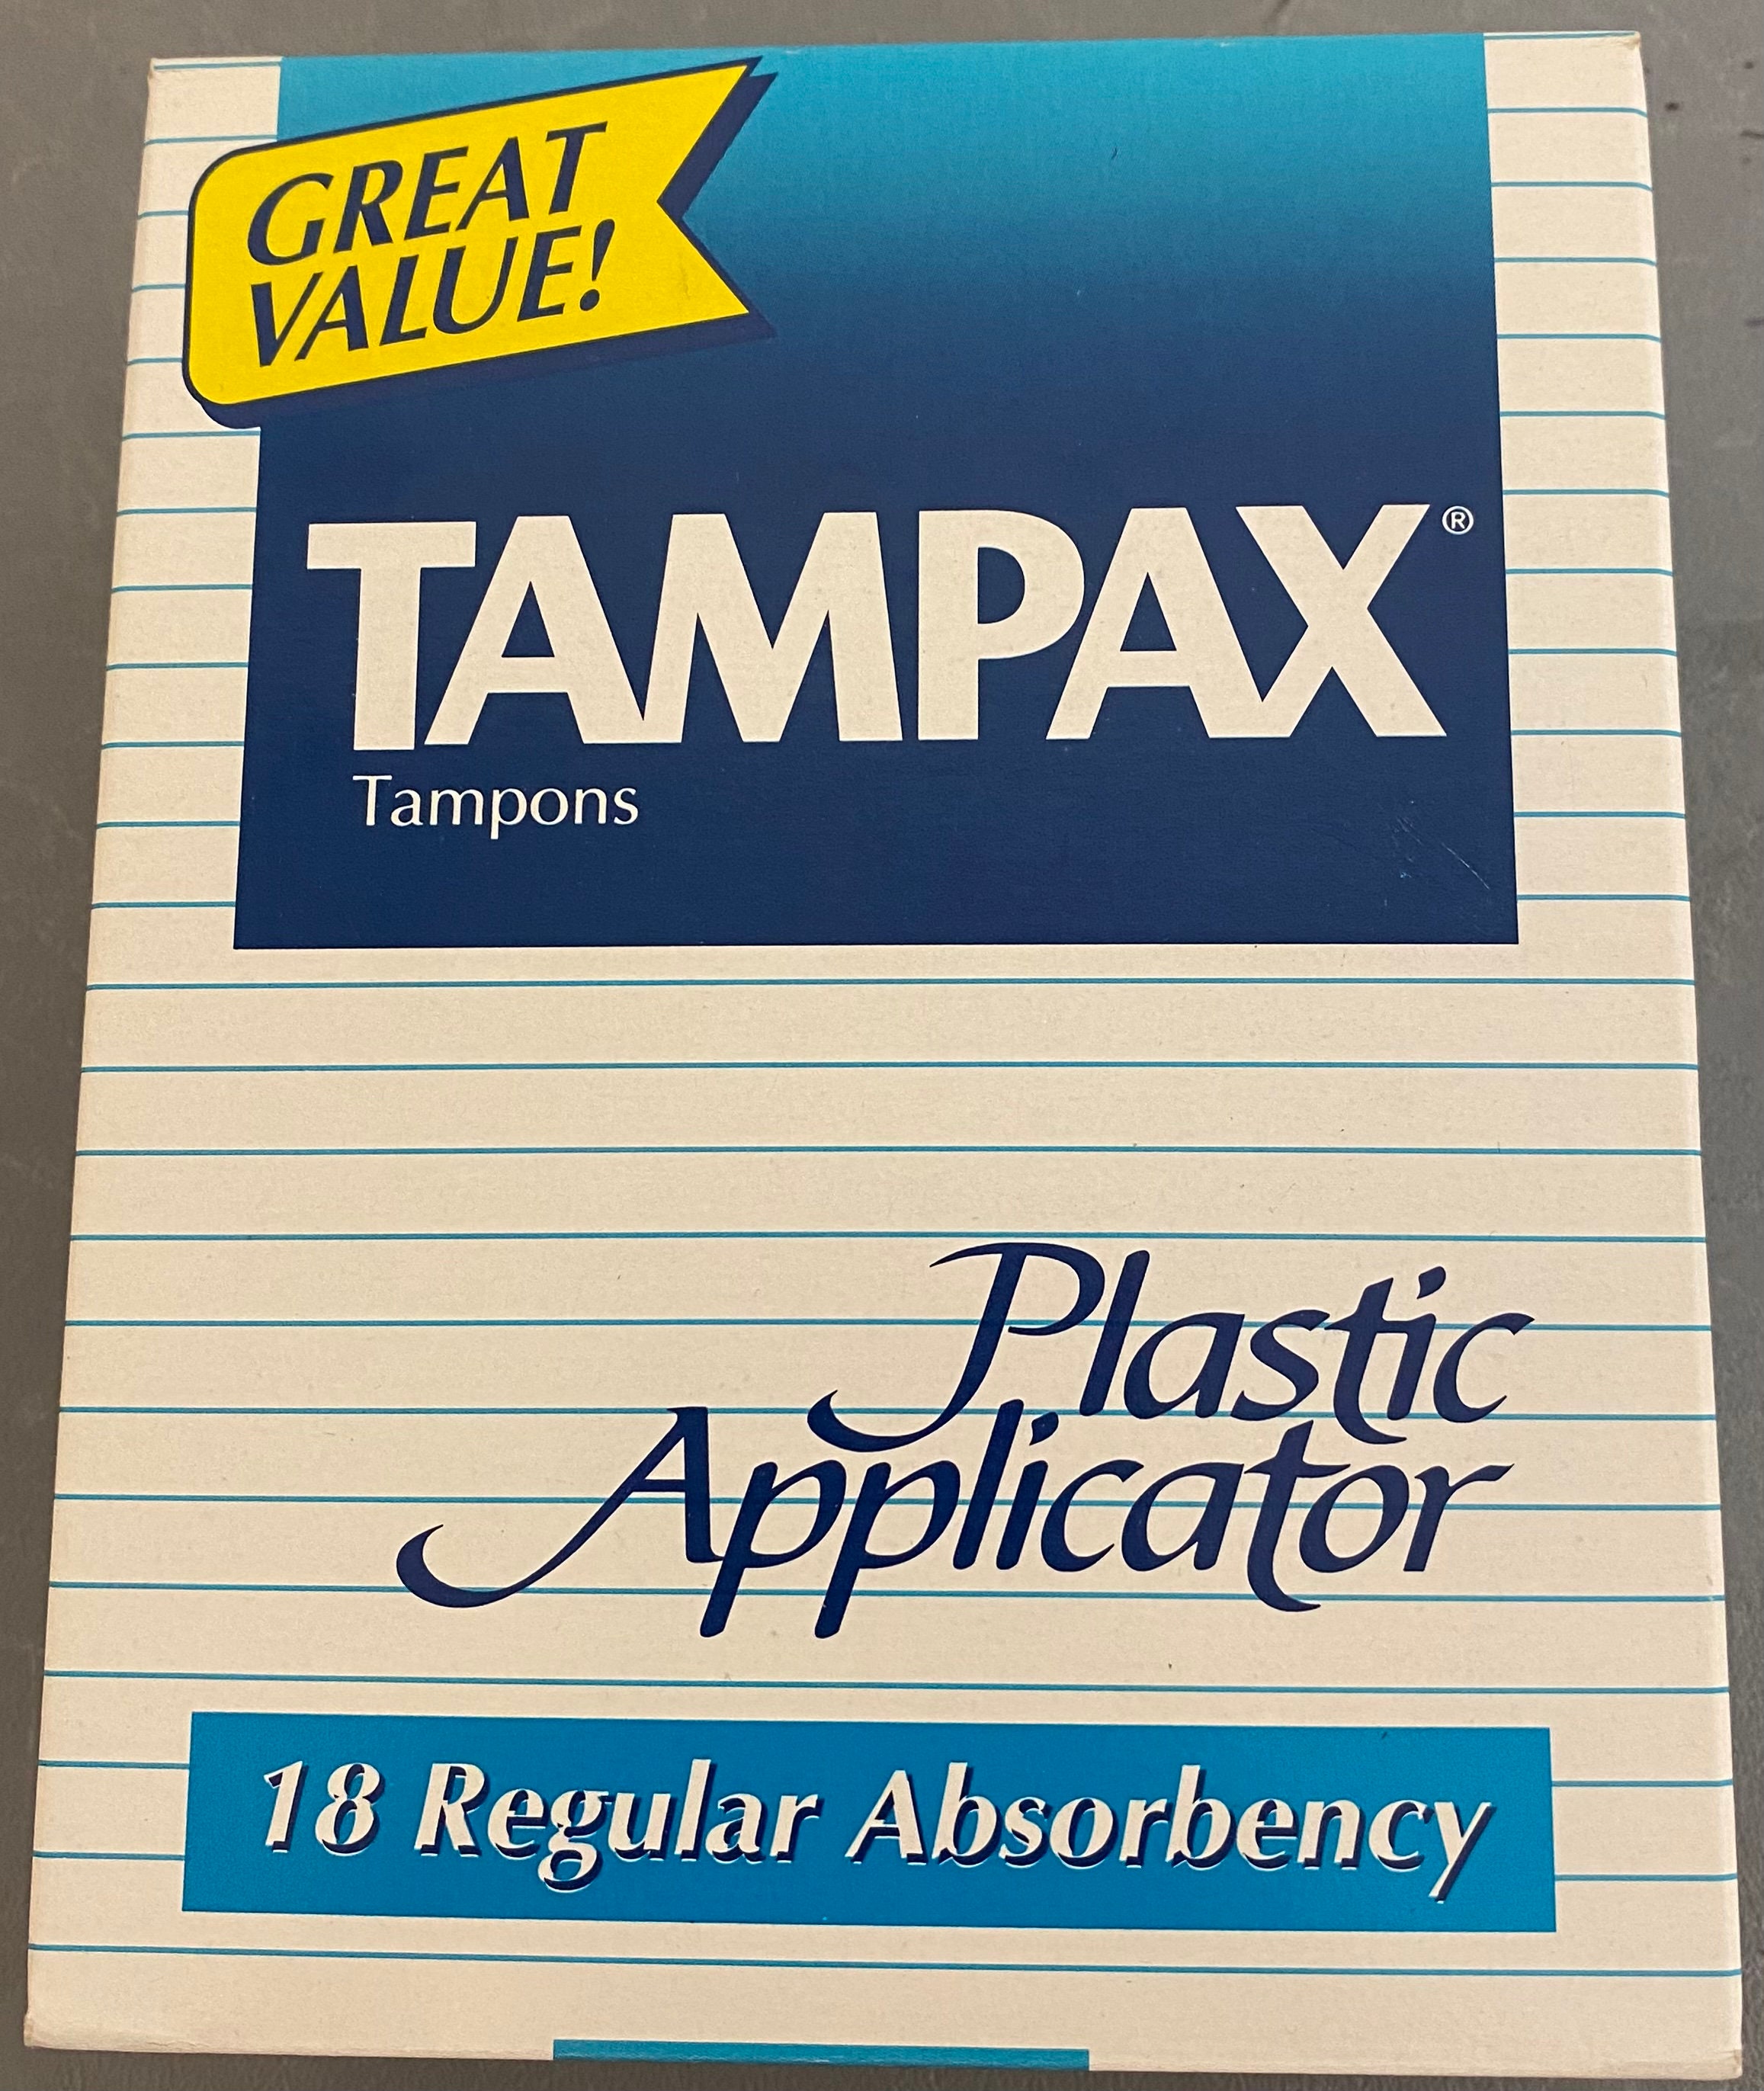 GREAT
VALUE!
TAMPAX®
Tampons
Plastic
Applicator
18 Regular Absorbency